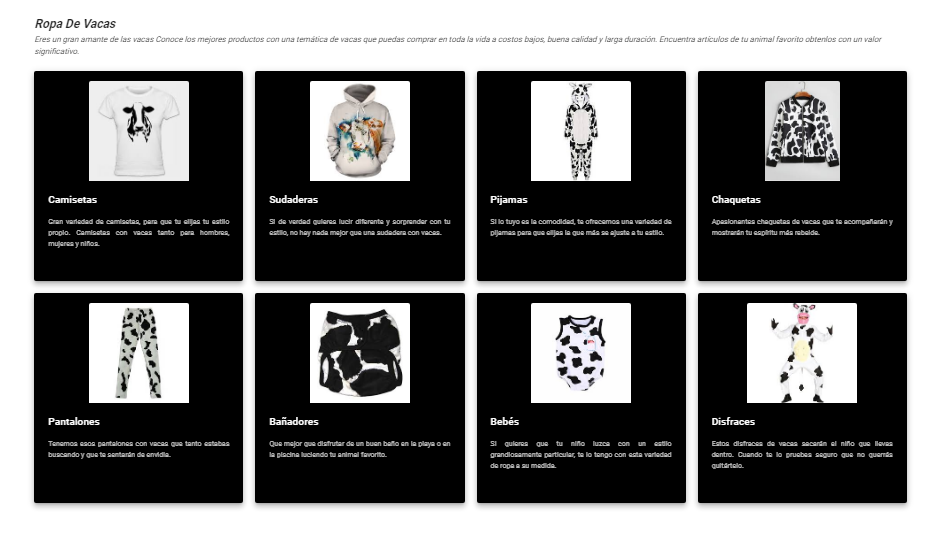 Ropa De Vacas
Eres un gran amante de las vacas Conoce los mejores productos con una temática de vacas que puedas comprar en toda la vida a costos bajos, buena calidad y larga duración. Encuentra artículos de tu animal favorito obtenlos con un valor
significativo.
Camisetas
Gran variedad de camisetas, para que tu elijas tu estilo
propio. Camisetas con vacas tanto para hombres,
mujeres y niños.
Sudaderas
Si de verdad quieres lucir diferente y sorprender con tu
estilo, no hay nada mejor que una sudadera con vacas.
Pijamas
Si lo tuyo es la comodidad, te ofrecemos una variedad de
pijamas para que elijas la que más se ajuste a tu estilo.
Chaquetas
Apasionantes chaquetas de vacas que te acompañarán y
mostrarán tu espíritu más rebelde.
Pantalones
Tenemos esos pantalones con vacas que tanto estabas
buscando y que te sentarán de envidia.
Bañadores
Que mejor que disfrutar de un buen baño en la playa o en
la piscina luciendo tu animal favorito.
Bebés
Si quieres que tu niño luzca con un estilo
grandiosamente particular, te lo tengo con esta variedad
de ropa a su medida.
Disfraces
Estos disfraces de vacas sacarán el niño que llevas
dentro. Cuando te lo pruebes seguro que no querrás
quitártelo.